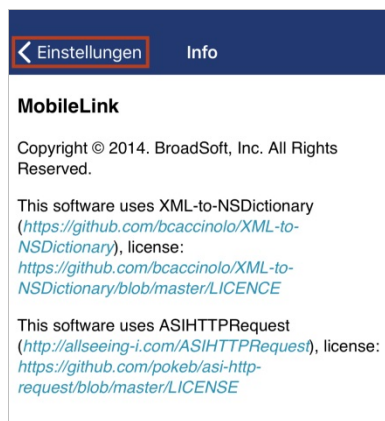 Einstellungen Info
MobileLink
Copyright © 2014. BroadSoft, Inc. All Rights
Reserved.
This software uses XML-to-NSDictionary
(https://github.com/bcaccinolo/XML-to-
NSDictionary), license:
https://github.com/bcaccinolo/XML-to-
NSDictionary/blob/master/LICENCE
This software uses ASIHTTPRequest
(http://allseeing-i.com/ASIHTTPRequest), license:
https://github.com/pokeb/asi-http-
request/blob/master/LICENSE